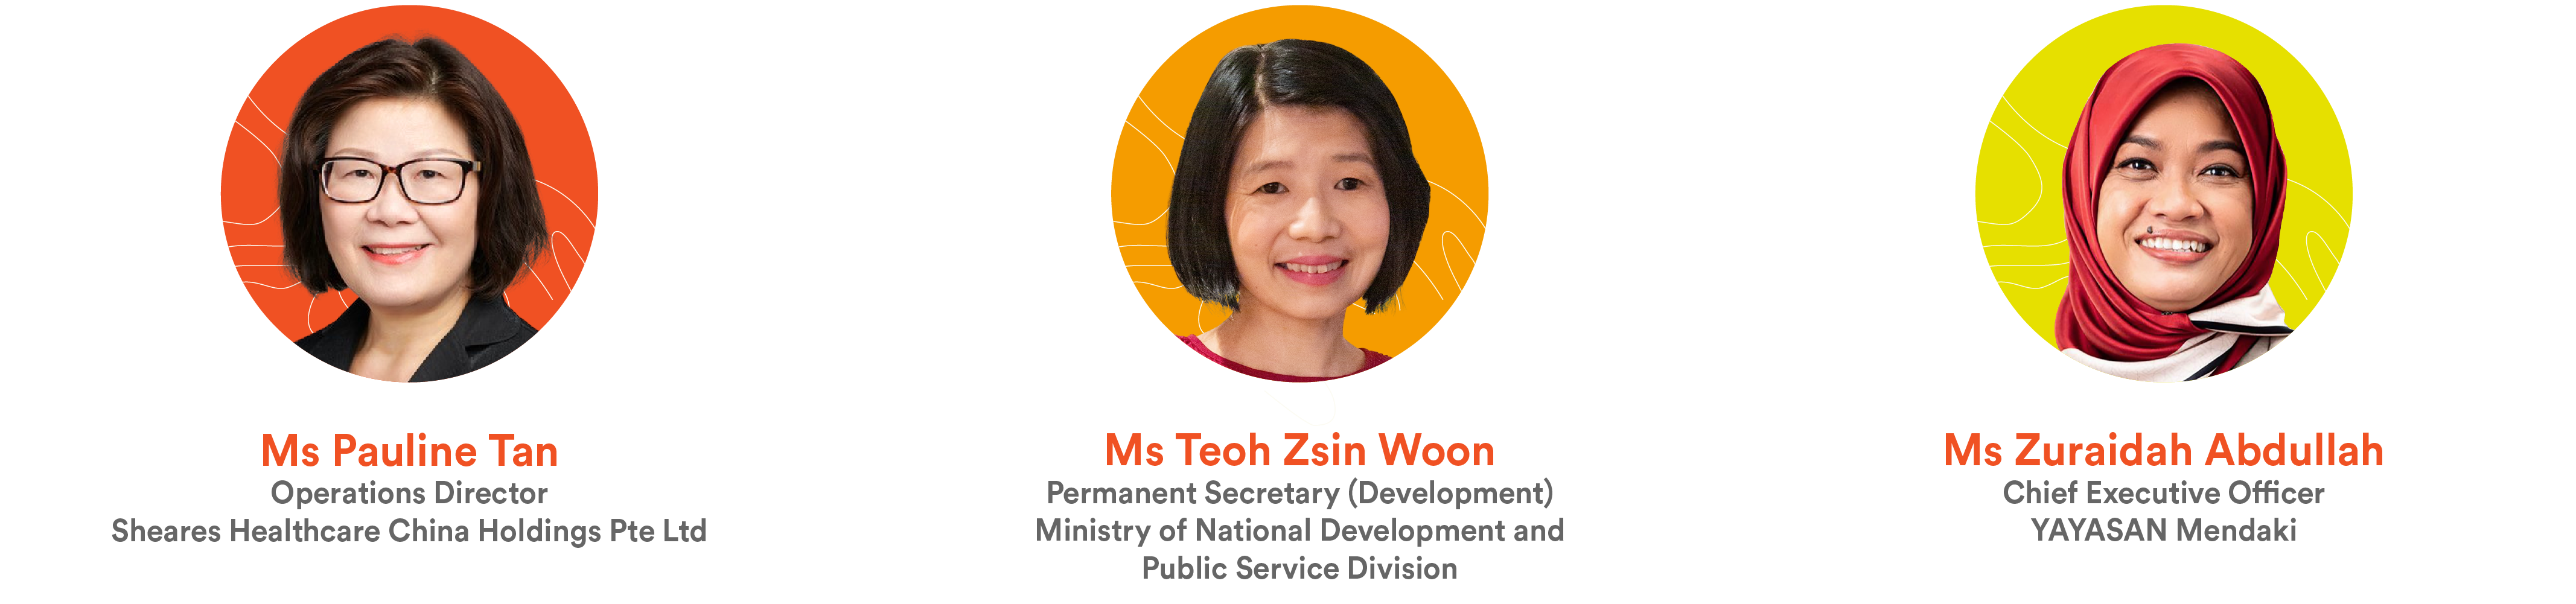 Ms Pauline Tan
Operations Director
Sheares Healthcare China Holdings Pte Ltd
Ms Teoh Zsin Woon
Permanent Secretary (Development)
Ministry of National Development and
Public Service Division
Ms Zuraidah Abdullah
Chief Executive Officer
YAYASAN Mendaki